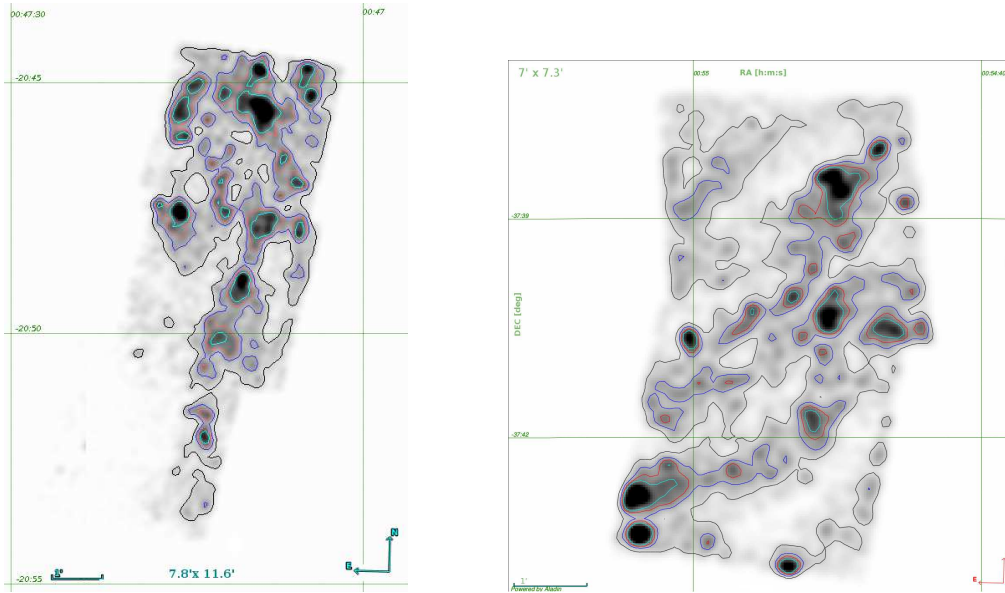 00:47:30
00:47
-20:45
-20:50
-20:55
1'
7.8'x 11.6'
N
E
7' x 7.3'
00:55
RA [h:m:s]
00:54:40
-37:39
DEC [deg]
-37:42
1'
Powered by Aladin
E